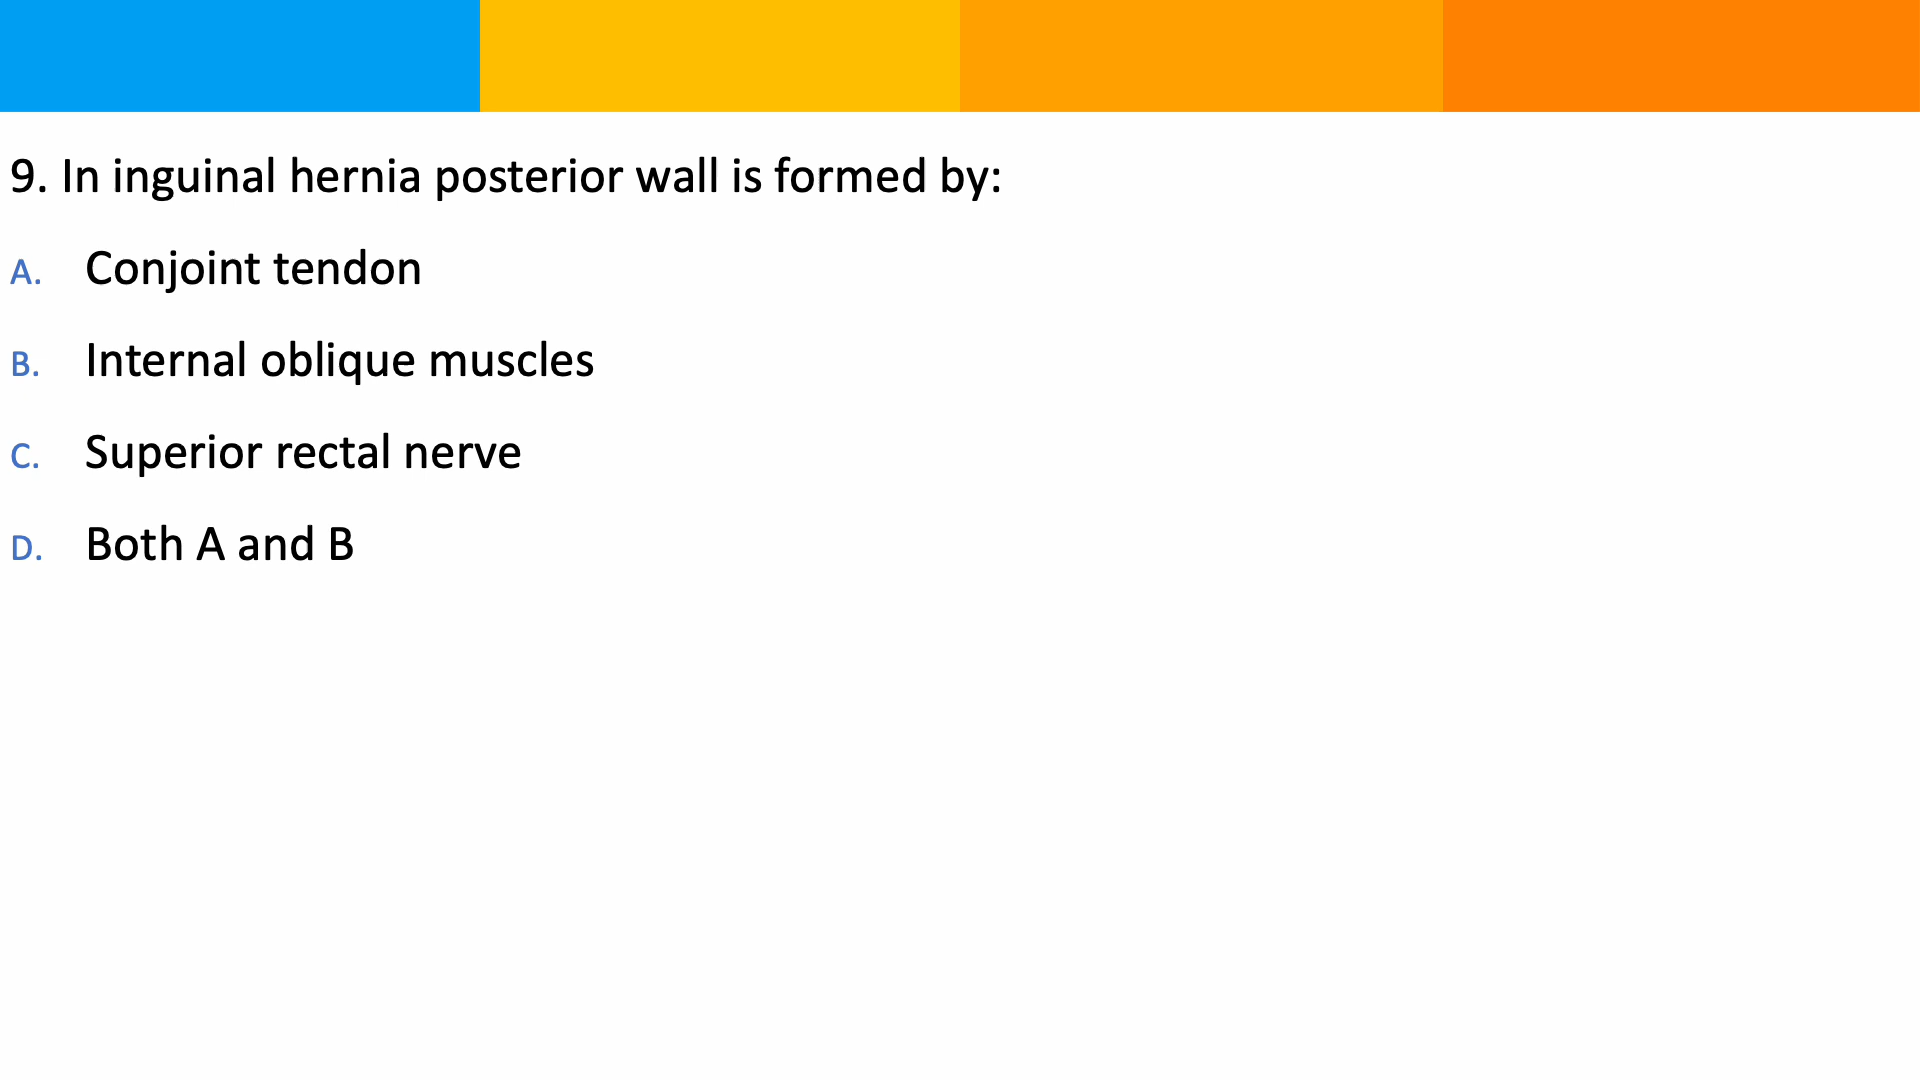 9. In inguinal hernia posterior wall is formed by:
A. Conjoint tendon
B. Internal oblique muscles
C. Superior rectal nerve
D. Both A and B